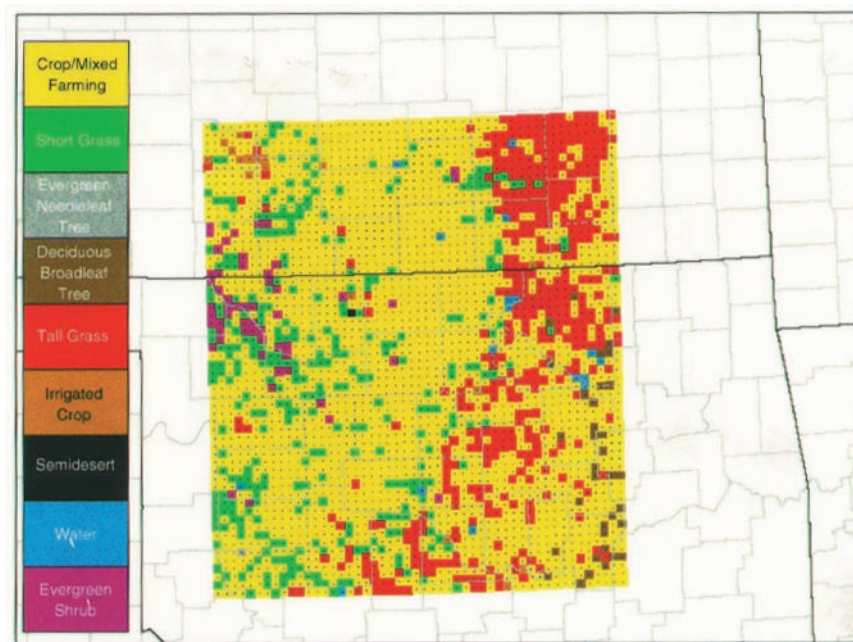 Crop/Mixed
Farming
Short Grass
Evergreen
Needleleaf
Tree
Deciduous
Broadleaf
Tree
Tall Grass
Irrigated
Crop
Semidesert
Water
Evergreen
Shrub